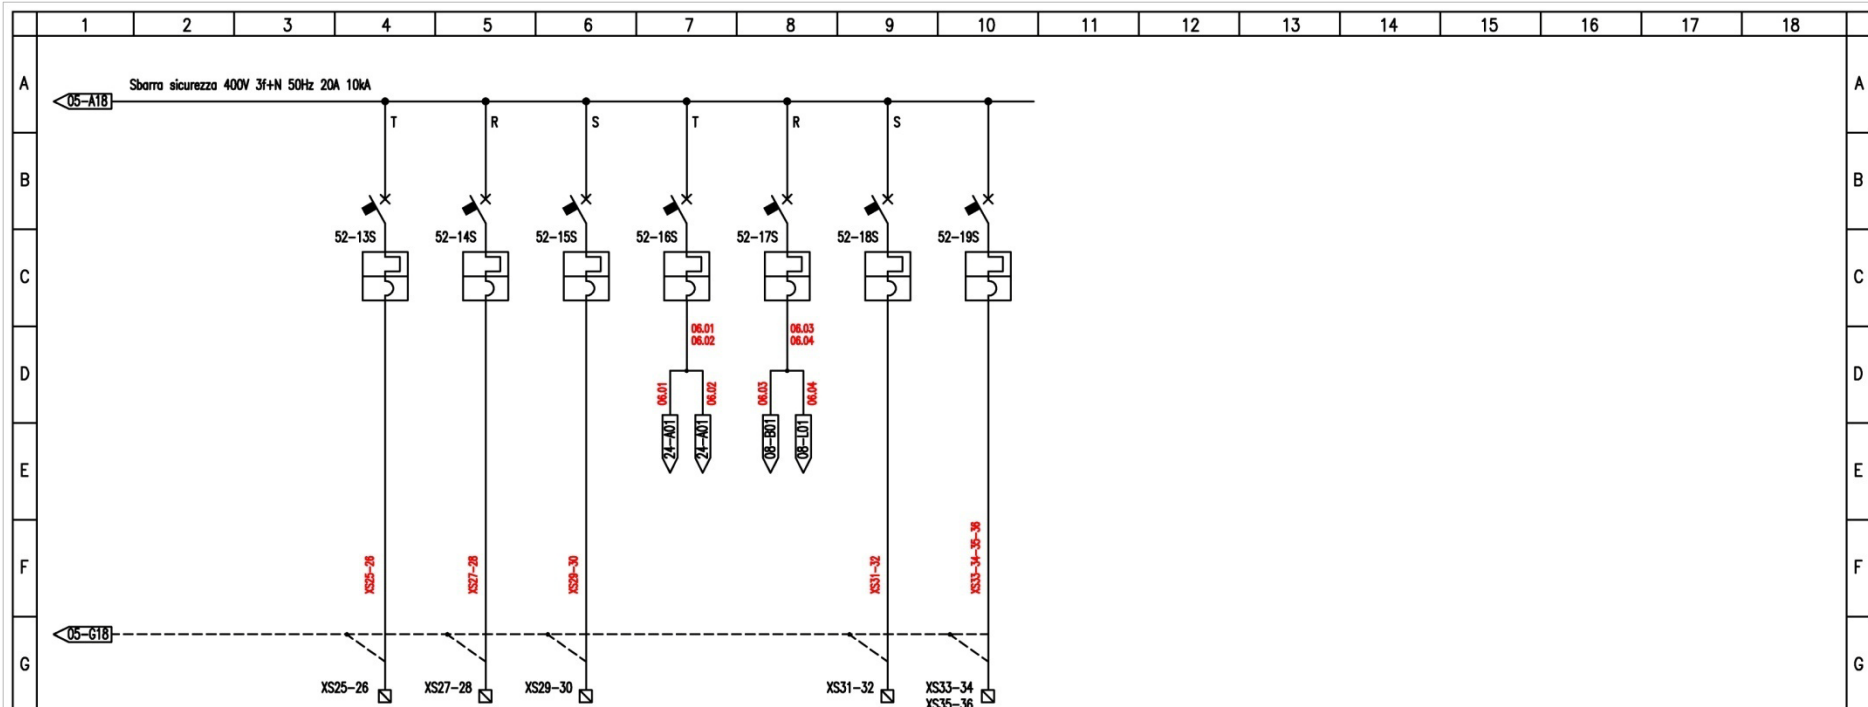 1 2 3 4 5 6 7 8 9 10 11 12 13 14 15 16 17 18
A A
Sbarra sicurezza 400V 3f+N 50Hz 20A 10kA
05-A18
T R S T R S
B B
52-13S 52-14S 52-15S 52-16S 52-17S 52-18S 52-19S
C C
06.01 06.03
06.02 06.04
D D
06.01 06.02 06.03 06.04
24-A01 24-A01 08-B01 08-L01
E E
XS25-26 XS27-28 XS29-30 XS31-32 XS33-34-35-36
F F
05-G18
G G
XS25-26 XS27-28 XS29-30 XS31-32 XS33-34
XS35-36